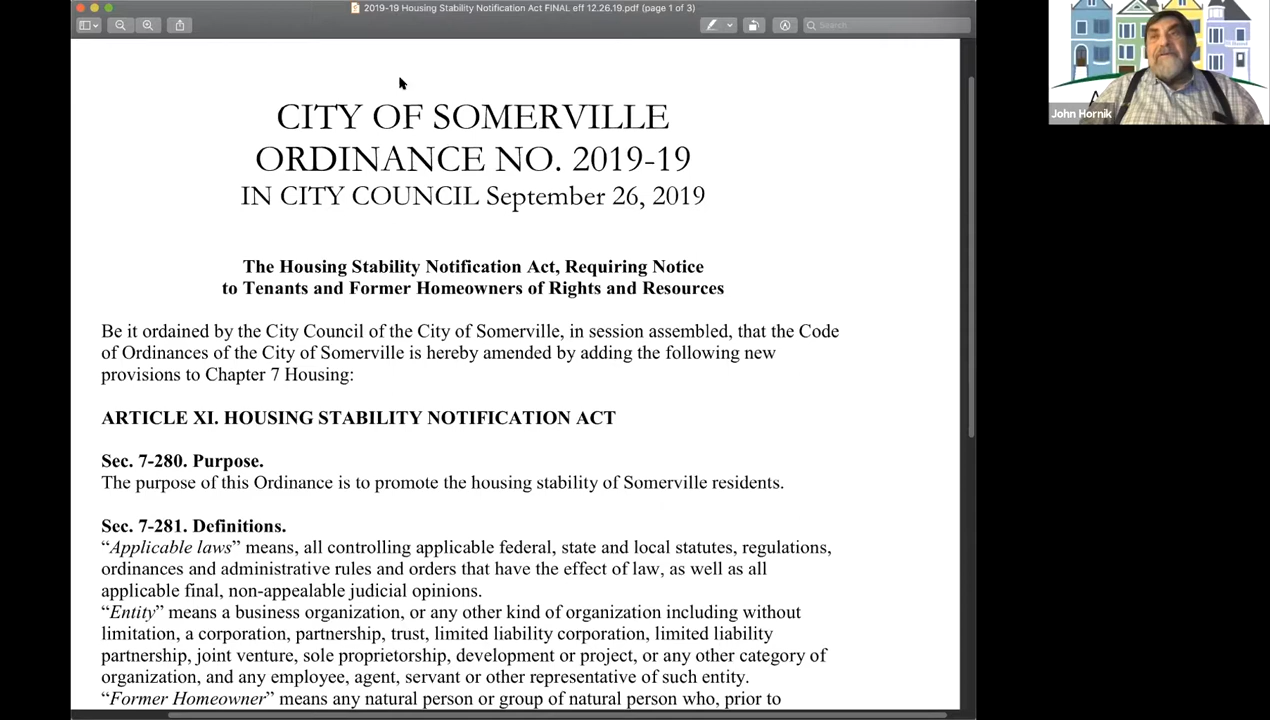 2019-19 Housing Stability Notification Act FINAL eff 12.26.19.pdf (page 1 of 3)
Search
CITY OF SOMERVILLE
ORDINANCE NO. 2019-19
IN CITY COUNCIL September 26, 2019
The Housing Stability Notification Act, Requiring Notice
to Tenants and Former Homeowners of Rights and Resources
Be it ordained by the City Council of the City of Somerville, in session assembled, that the Code
of Ordinances of the City of Somerville is hereby amended by adding the following new
provisions to Chapter 7 Housing:
ARTICLE XI. HOUSING STABILITY NOTIFICATION ACT
Sec. 7-280. Purpose.
The purpose of this Ordinance is to promote the housing stability of Somerville residents.
Sec. 7-281. Definitions.
“Applicable laws” means, all controlling applicable federal, state and local statutes, regulations,
ordinances and administrative rules and orders that have the effect of law, as well as all
applicable final, non-appealable judicial opinions.
“Entity” means a business organization, or any other kind of organization including without
limitation, a corporation, partnership, trust, limited liability corporation, limited liability
partnership, joint venture, sole proprietorship, development or project, or any other category of
organization, and any employee, agent, servant or other representative of such entity.
“Former Homeowner” means any natural person or group of natural person who, prior to
John Hornik